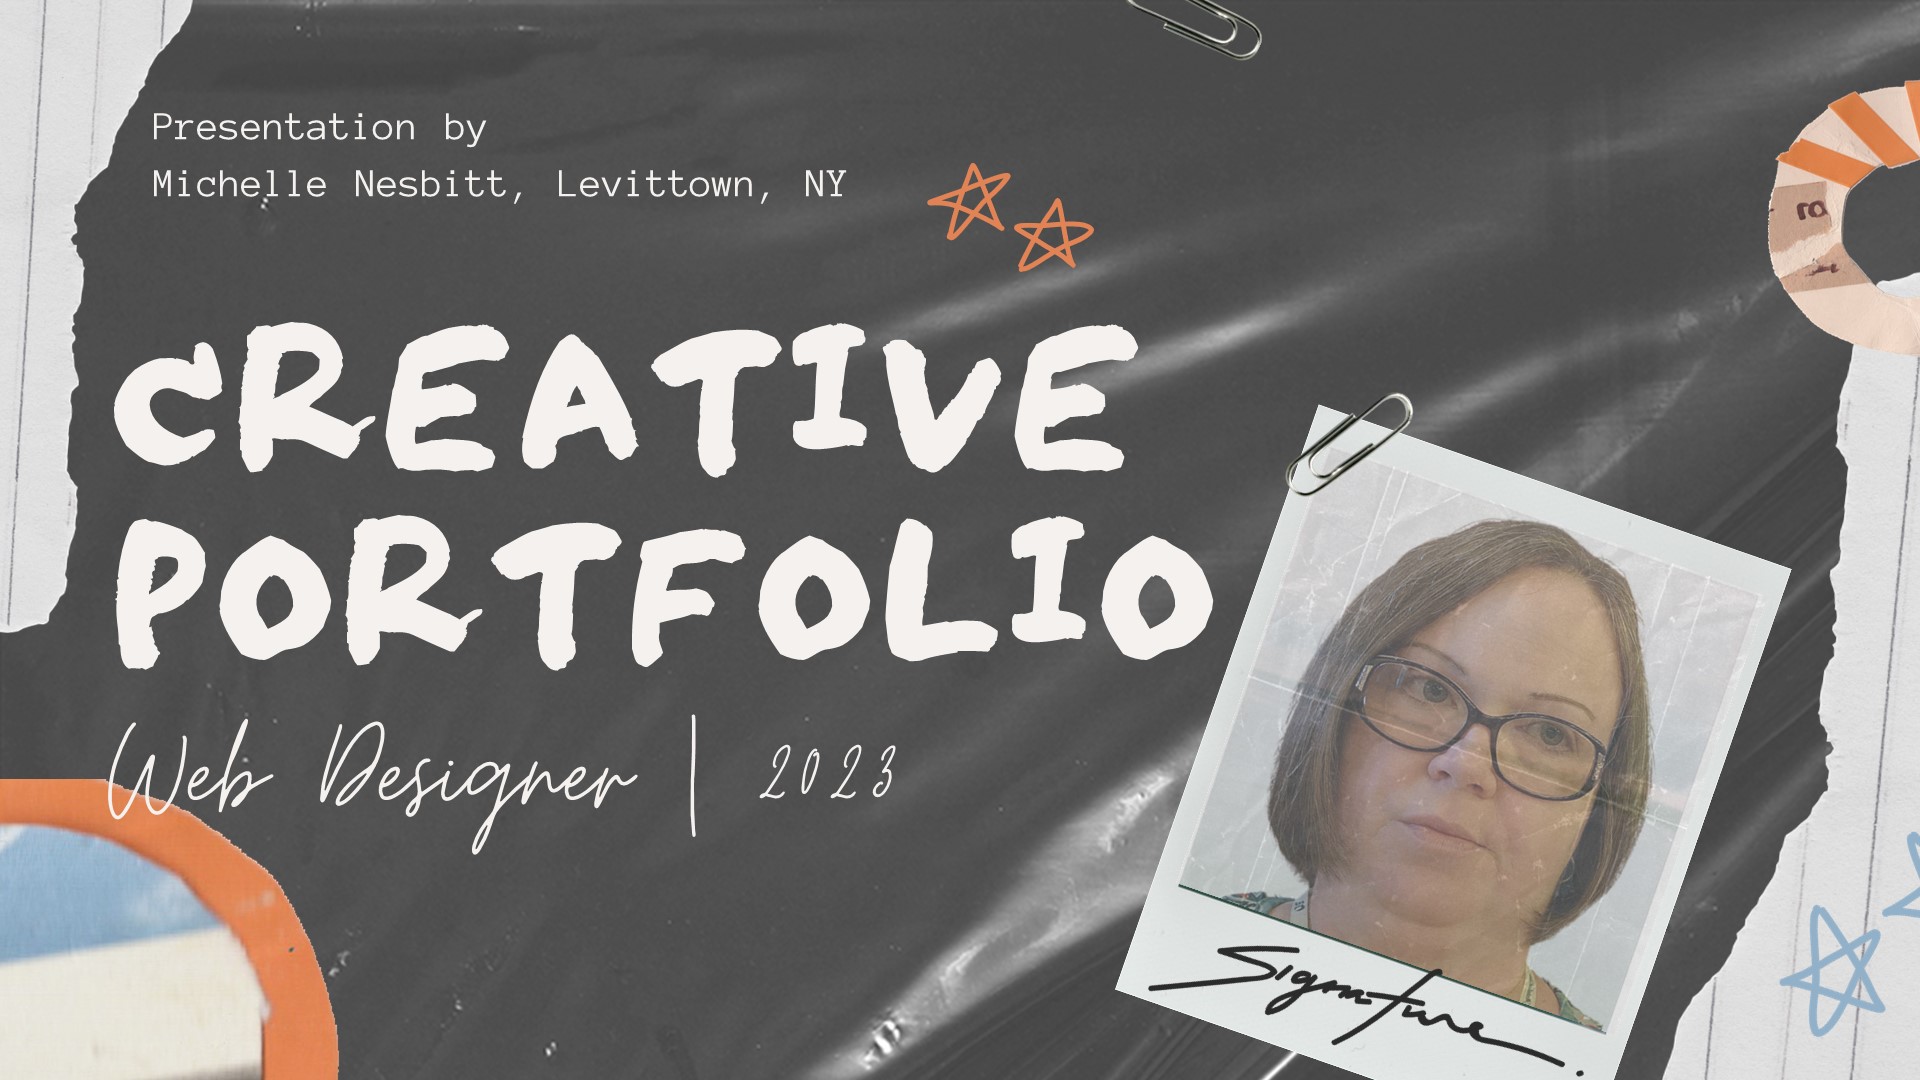 Presentation by
Michelle Nesbitt, Levittown, NY
CREATIVE
PORTFOLIO
Web Designer | 2023
Signature